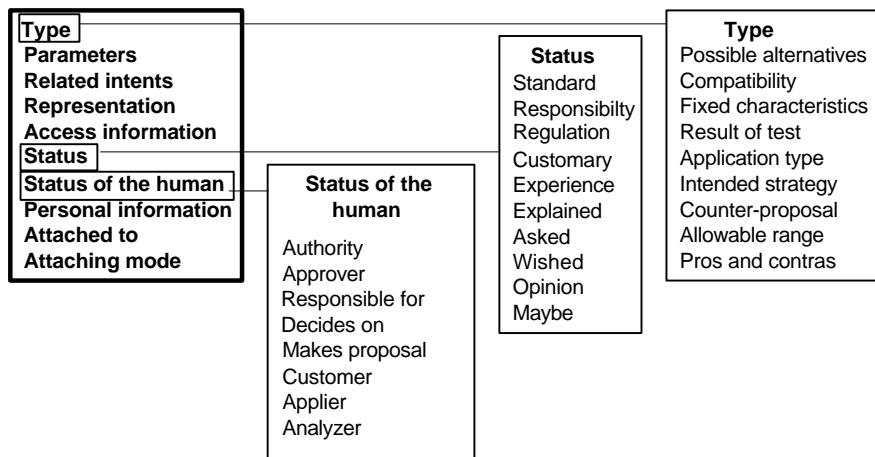 Type
Parameters
Related intents
Representation
Access information
Status
Status of the human
Personal information
Attached to
Attaching mode
Status of the
human
Authority
Approver
Responsible for
Decides on
Makes proposal
Customer
Applier
Analyzer
Status
Standard
Responsibilty
Regulation
Customary
Experience
Explained
Asked
Wished
Opinion
Maybe
Type
Possible alternatives
Compatibility
Fixed characteristics
Result of test
Application type
Intended strategy
Counter-proposal
Allowable range
Pros and contras